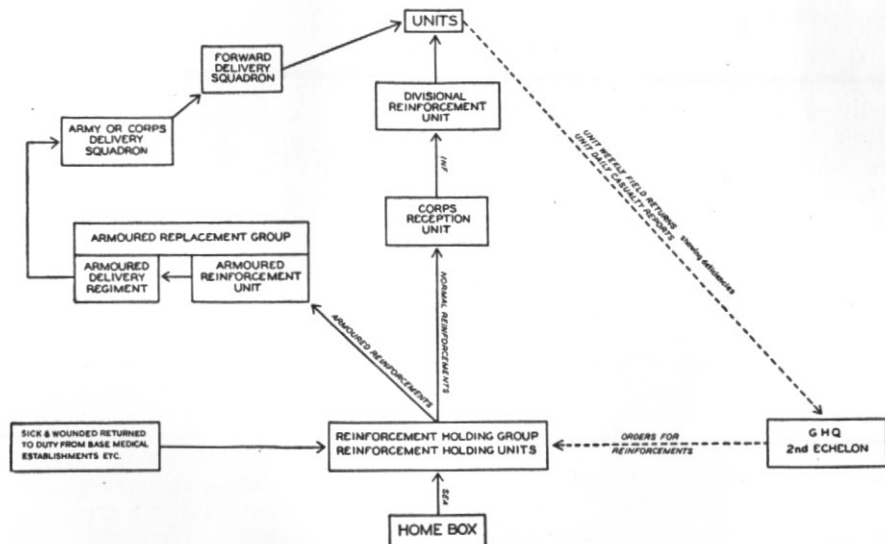 UNITS
FORWARD
DELIVERY
SQUADRON
DIVISIONAL
REINFORCEMENT
UNIT
ARMY OR CORPS
DELIVERY
SQUADRON
INF
UNIT WEEKLY FIELD RETURNS showing deficiencies
UNIT DAILY CASUALTY REPORTS
CORPS
RECEPTION
UNIT
ARMOURED REPLACEMENT GROUP
ARMOURED
DELIVERY
REGIMENT
ARMOURED
REINFORCEMENT
UNIT
ARMOURED REINFORCEMENTS
NORMAL REINFORCEMENTS
SICK & WOUNDED RETURNED
TO DUTY FROM BASE MEDICAL
ESTABLISHMENTS ETC.
REINFORCEMENT HOLDING GROUP
REINFORCEMENT HOLDING UNITS
ORDERS FOR
REINFORCEMENTS
GHQ
2nd ECHELON
SEA
HOME BOX